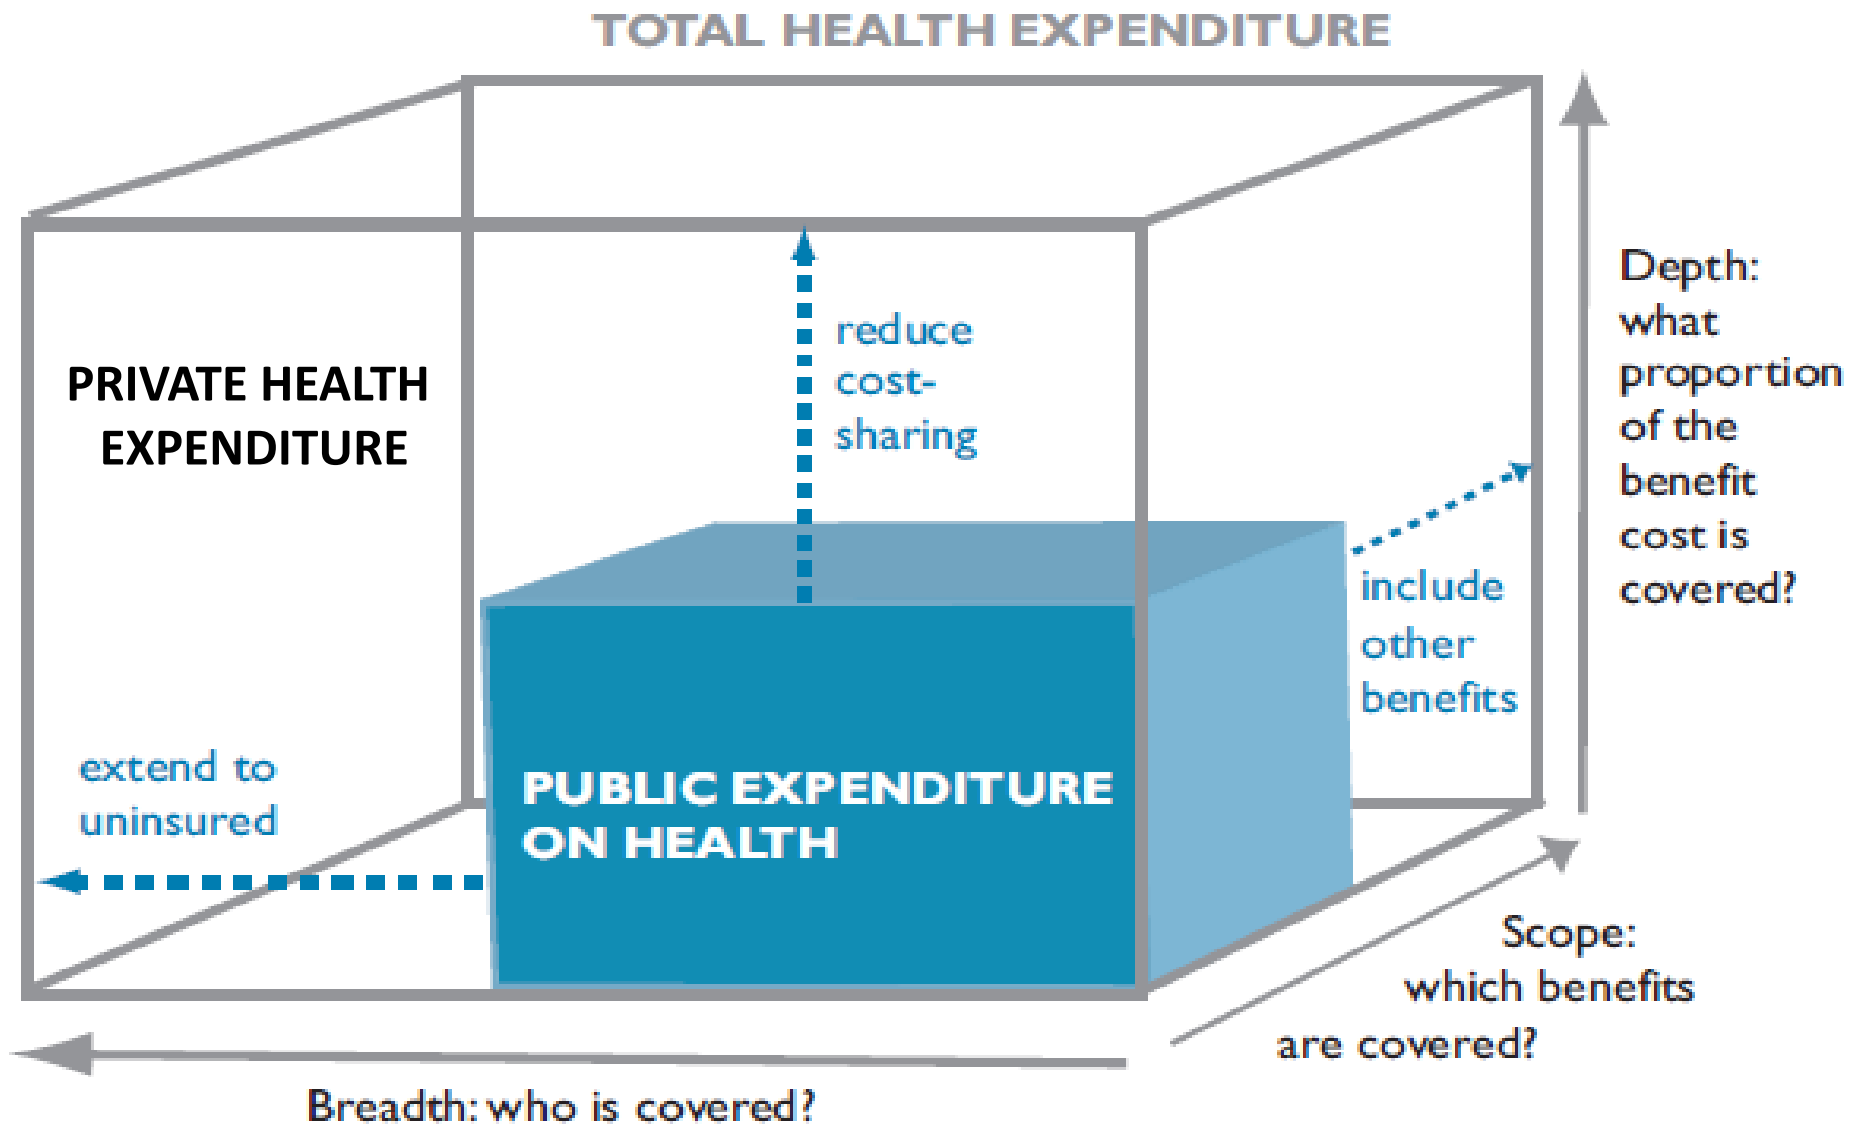 TOTAL HEALTH EXPENDITURE
PRIVATE HEALTH
EXPENDITURE
reduce
cost-
sharing
Depth:
what
proportion
of the
benefit
cost is
covered?
include
other
benefits
extend to
uninsured
PUBLIC EXPENDITURE
ON HEALTH
Scope:
which benefits
are covered?
Breadth: who is covered?